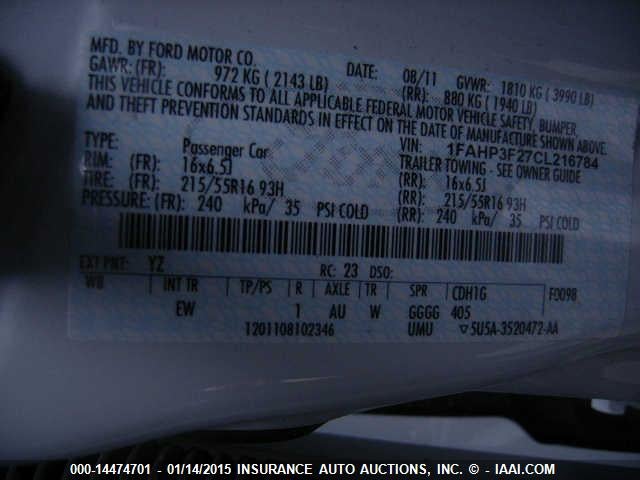 MFD. BY FORD MOTOR CO.
DATE: 08/11 GVWR: 1810 KG ( 3990 LB)
GAWR: (FR): 972 KG ( 2143 LB) (RR): 880 KG ( 1940 LB)
THIS VEHICLE CONFORMS TO ALL APPLICABLE FEDERAL MOTOR VEHICLE SAFETY, BUMPER,
AND THEFT PREVENTION STANDARDS IN EFFECT ON THE DATE OF MANUFACTURE SHOWN ABOVE.
VIN: 1FAHP3F27CL216784
TYPE: Passenger Car TRAILER TOWING - SEE OWNER GUIDE
RIM: (FR): 16x6.5J (RR): 16x6.5J
TIRE: (FR): 215/55R16 93H (RR): 215/55R16 93H
PRESSURE: (FR): 240 kPa/ 35 PSI COLD (RR): 240 kPa/ 35 PSI COLD
EXT PNT: YZ RC: 23 DSO:
WB INT TR TP/PS R AXLE TR SPR CDH1G F0098
EW 1 AU W GGGG 405
1201108102346 UMU ▽5U5A-3520472-AA
000-14474701 - 01/14/2015 INSURANCE AUTO AUCTIONS, INC. - IAAI.COM